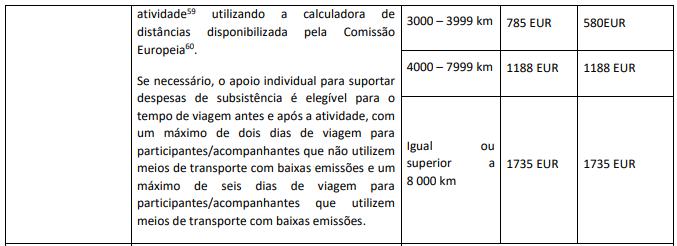 atividade⁵⁹ utilizando a calculadora de
distâncias disponibilizada pela Comissão
Europeia⁶⁰.
Se necessário, o apoio individual para suportar
despesas de subsistência é elegível para o
tempo de viagem antes e após a atividade, com
um máximo de dois dias de viagem para
participantes/acompanhantes que não utilizem
meios de transporte com baixas emissões e um
máximo de seis dias de viagem para
participantes/acompanhantes que utilizem
meios de transporte com baixas emissões.
3000 – 3999 km 785 EUR 580EUR
4000 – 7999 km 1188 EUR 1188 EUR
Igual ou
superior a
8 000 km
1735 EUR 1735 EUR